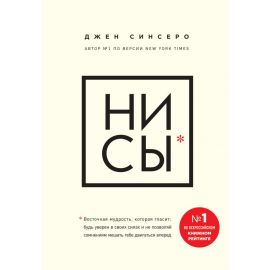 ДЖЕН СИНСЕРО
АВТОР №1 ПО ВЕРСИИ NEW YORK TIMES
НИ
СЫ*
* Восточная мудрость, которая гласит:
будь уверен в своих силах и не позволяй
сомнениям мешать тебе двигаться вперед
№1
ВО ВСЕРОССИЙСКОМ
КНИЖНОМ
РЕЙТИНГЕ